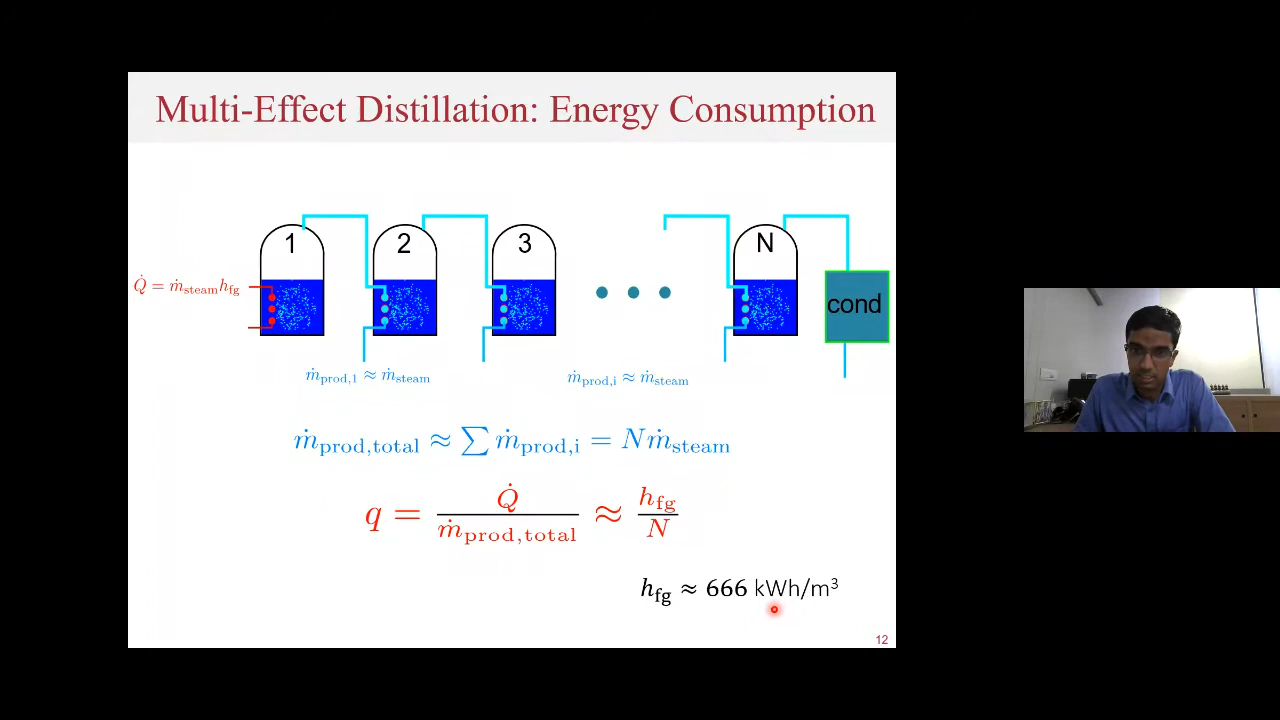 Multi-Effect Distillation: Energy Consumption
1 2 3 N
Q̇ = ṁsteam hfg
cond
ṁprod,1 ≈ ṁsteam
ṁprod,i ≈ ṁsteam
ṁprod,total ≈ ∑ ṁprod,i = Nṁsteam
q = Q̇ / ṁprod,total ≈ hfg / N
hfg ≈ 666 kWh/m³
12